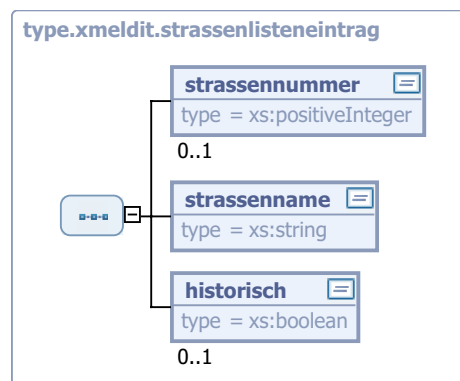 type.xmeldit.strassenlisteneintrag
strassennummer
type = xs:positiveInteger
0..1
strassenname
type = xs:string
historisch
type = xs:boolean
0..1